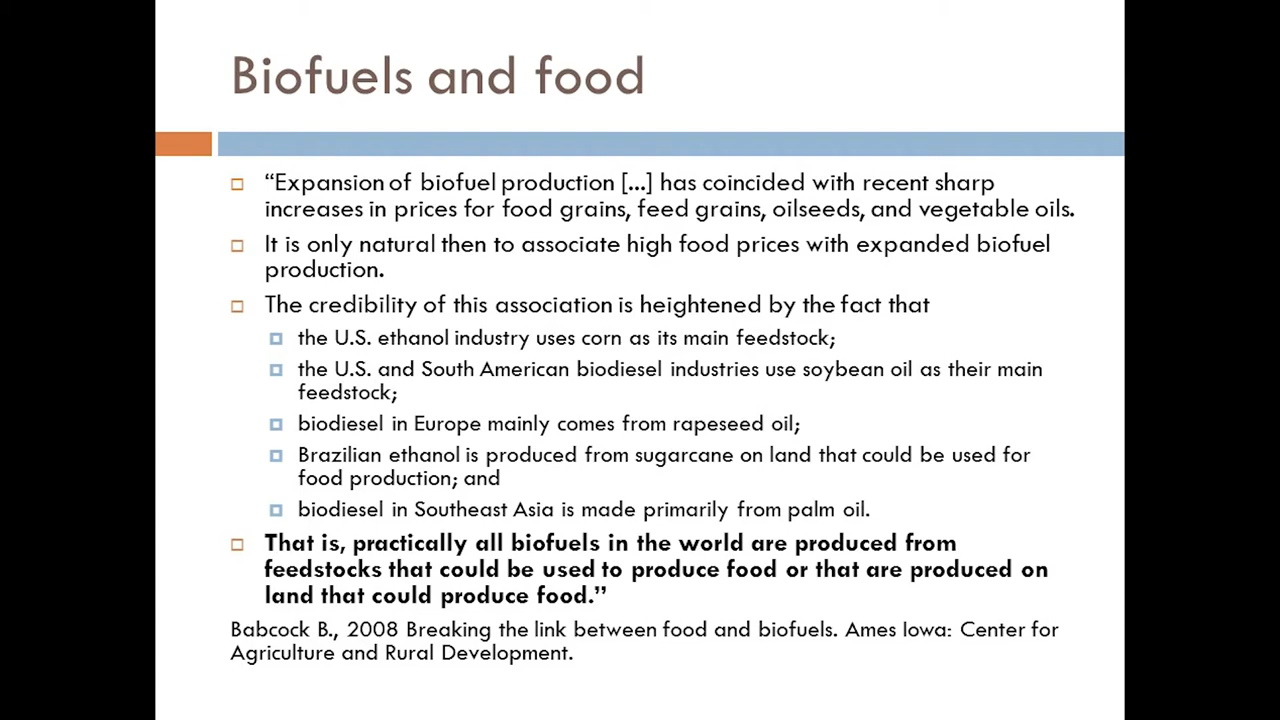 Biofuels and food
“Expansion of biofuel production [...] has coincided with recent sharp
increases in prices for food grains, feed grains, oilseeds, and vegetable oils.
It is only natural then to associate high food prices with expanded biofuel
production.
The credibility of this association is heightened by the fact that
the U.S. ethanol industry uses corn as its main feedstock;
the U.S. and South American biodiesel industries use soybean oil as their main
feedstock;
biodiesel in Europe mainly comes from rapeseed oil;
Brazilian ethanol is produced from sugarcane on land that could be used for
food production; and
biodiesel in Southeast Asia is made primarily from palm oil.
That is, practically all biofuels in the world are produced from
feedstocks that could be used to produce food or that are produced on
land that could produce food.”
Babcock B., 2008 Breaking the link between food and biofuels. Ames Iowa: Center for
Agriculture and Rural Development.